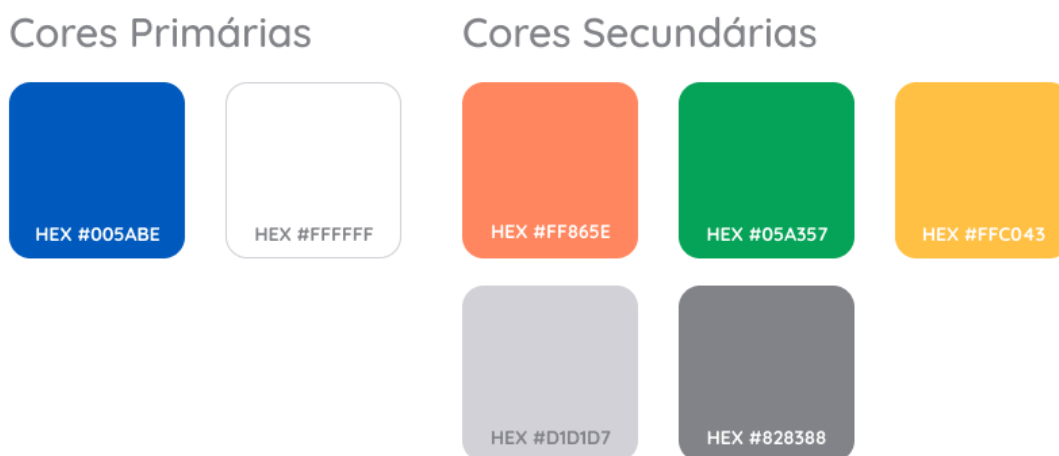 Cores Primárias
Cores Secundárias
HEX #005ABE
HEX #FFFFFF
HEX #FF865E
HEX #05A357
HEX #FFC043
HEX #D1D1D7
HEX #828388